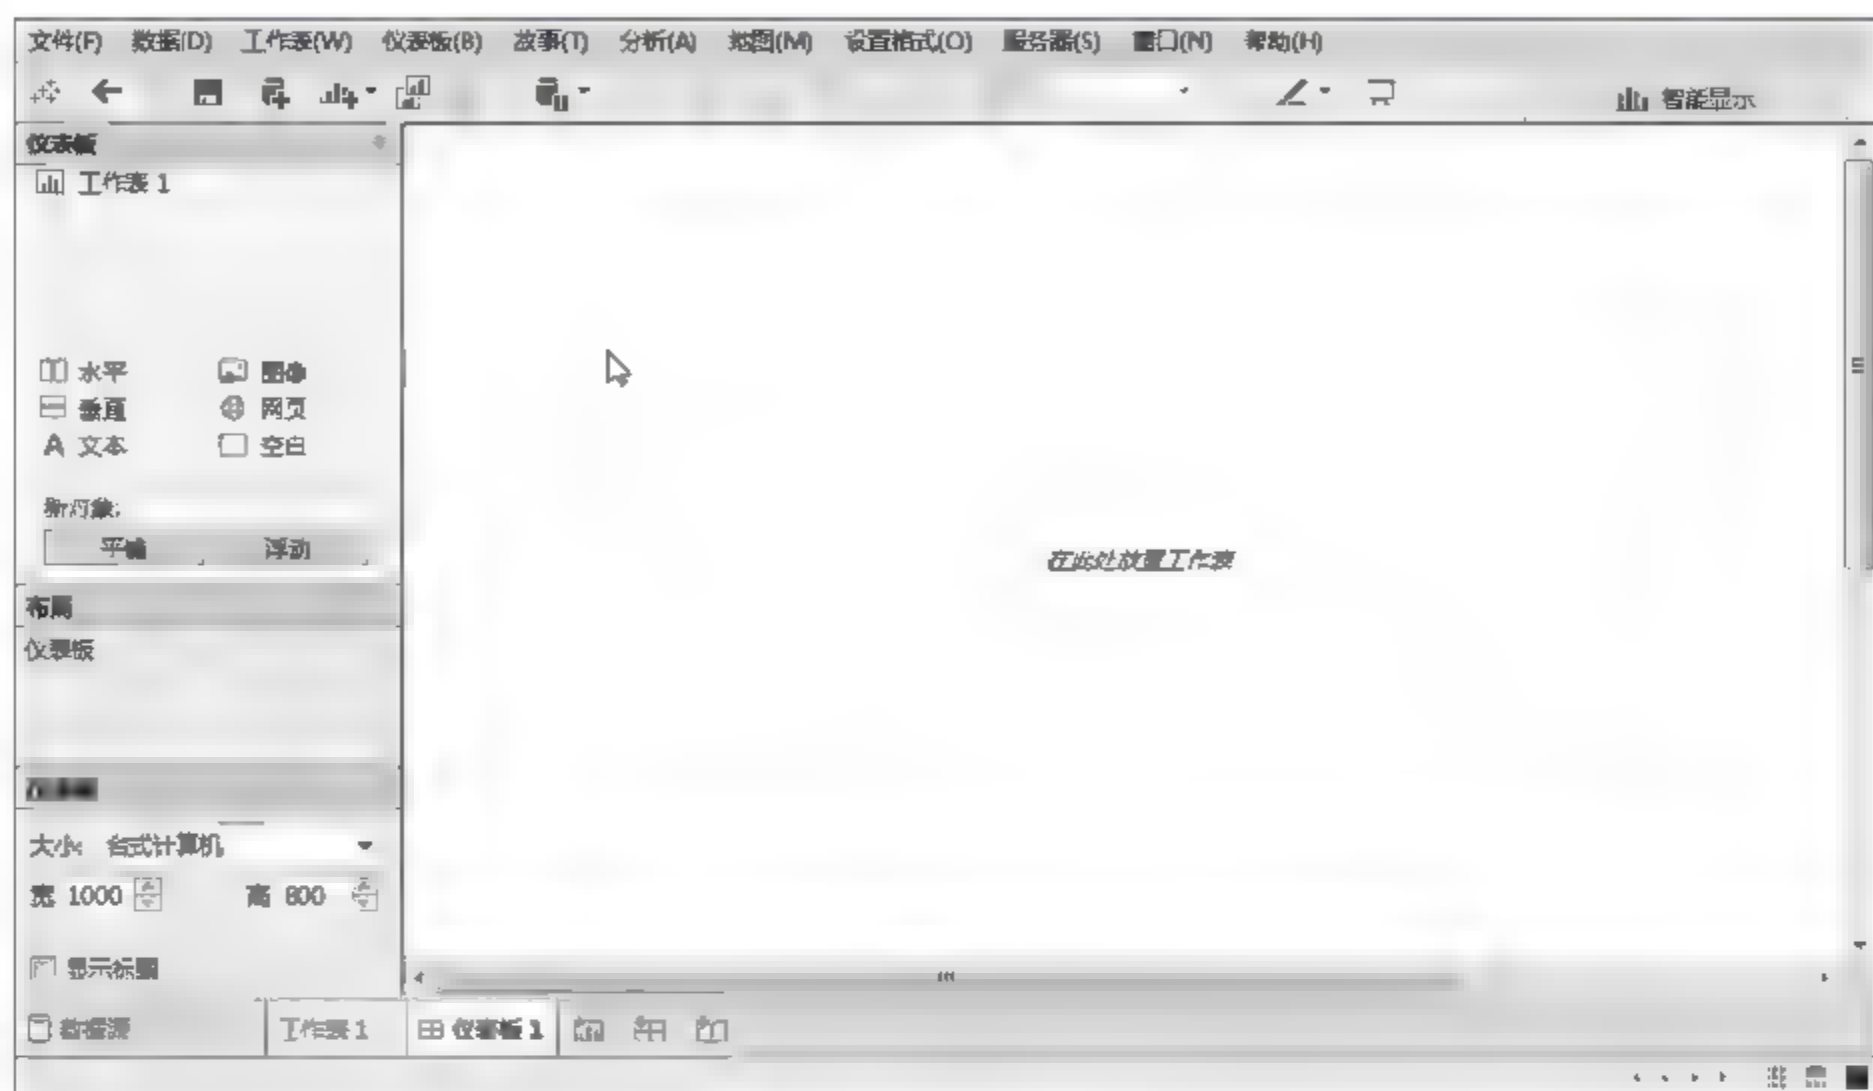 文件(F) 数据(D) 工作表(W) 仪表板(B) 故事(T) 分析(A) 地图(M) 设置格式(O) 服务器(S) 窗口(N) 帮助(H)
智能显示
仪表板
工作表 1
水平 图像
垂直 网页
A 文本 空白
新对象:
平铺 浮动
在此处放置工作表
布局
仪表板
仪表板
大小: 台式计算机
宽 1000 高 800
显示标题
数据源 工作表 1 仪表板 1